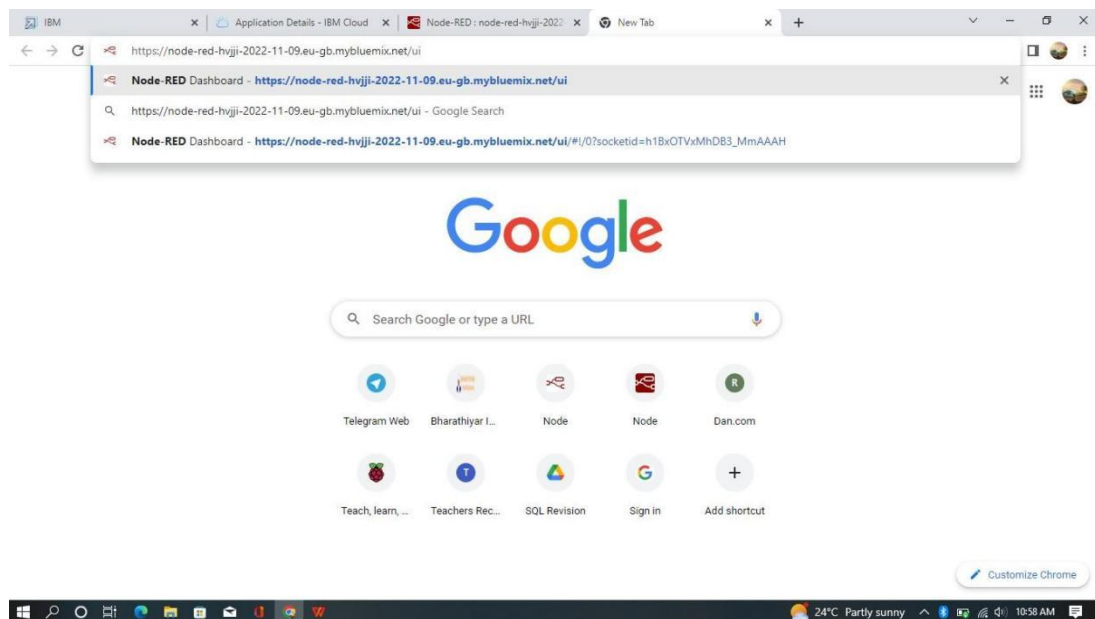 IBM
Application Details - IBM Cloud
Node-RED : node-red-hvjji-2022
New Tab
https://node-red-hvjji-2022-11-09.eu-gb.mybluemix.net/ui
Node-RED Dashboard - https://node-red-hvjji-2022-11-09.eu-gb.mybluemix.net/ui
https://node-red-hvjji-2022-11-09.eu-gb.mybluemix.net/ui - Google Search
Node-RED Dashboard - https://node-red-hvjji-2022-11-09.eu-gb.mybluemix.net/ui/#!/0?socketid=h1BxOTVxMhDB3_MmAAAH
Google
Search Google or type a URL
R
Telegram Web
Bharathiyar I...
Node
Node
Dan.com
T
G
Teach, learn, ...
Teachers Rec...
SQL Revision
Sign in
Add shortcut
Customize Chrome
24°C Partly sunny
10:58 AM